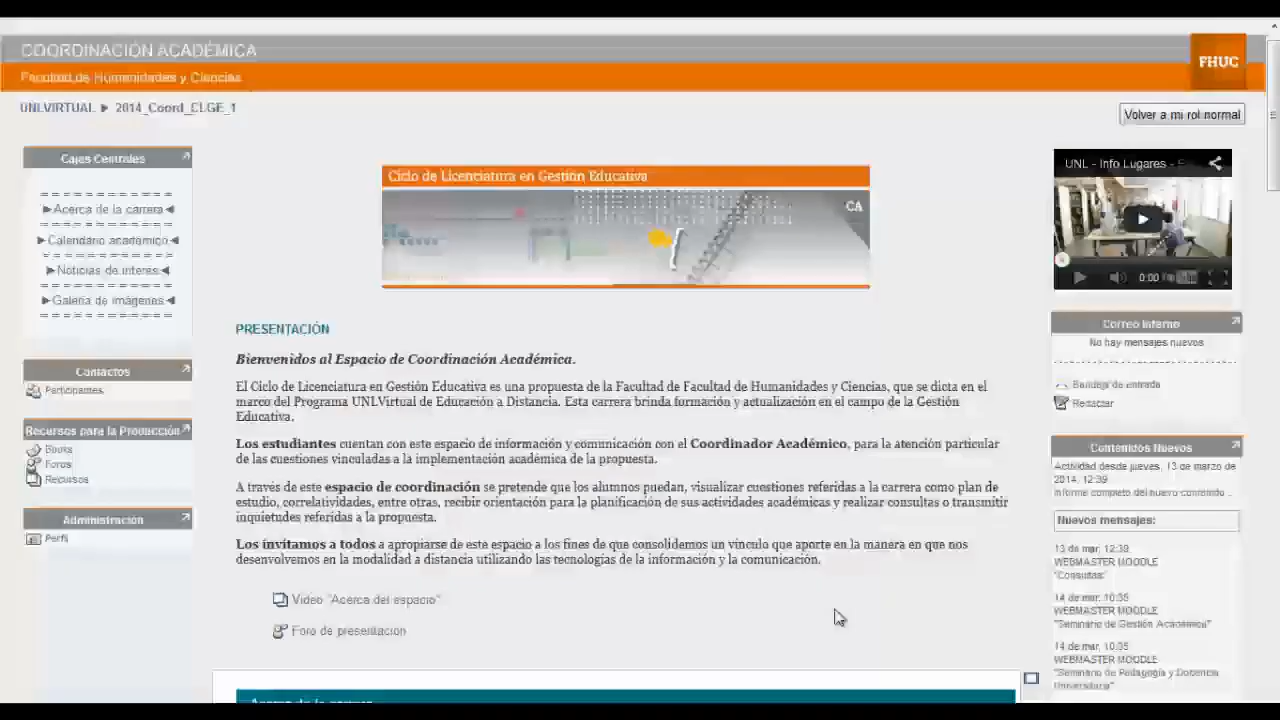 COORDINACIÓN ACADÉMICA
Facultad de Humanidades y Ciencias
FHUC
UNLVIRTUAL ► 2014_Coord_CLGE_1
Volver a mi rol normal
Cajas Centrales
►Acerca de la carrera◄
►Calendario académico◄
►Noticias de interés◄
►Galería de imágenes◄
Contactos
Participantes
Recursos para la Producción
Books
Foros
Recursos
Administración
Perfil
Ciclo de Licenciatura en Gestión Educativa
CA
PRESENTACIÓN
Bienvenidos al Espacio de Coordinación Académica.
El Ciclo de Licenciatura en Gestión Educativa es una propuesta de la Facultad de Facultad de Humanidades y Ciencias, que se dicta en el
marco del Programa UNLVirtual de Educación a Distancia. Esta carrera brinda formación y actualización en el campo de la Gestión
Educativa.
Los estudiantes cuentan con este espacio de información y comunicación con el Coordinador Académico, para la atención particular
de las cuestiones vinculadas a la implementación académica de la propuesta.
A través de este espacio de coordinación se pretende que los alumnos puedan, visualizar cuestiones referidas a la carrera como plan de
estudio, correlatividades, entre otras, recibir orientación para la planificación de sus actividades académicas y realizar consultas o transmitir
inquietudes referidas a la propuesta.
Los invitamos a todos a apropiarse de este espacio a los fines de que consolidemos un vínculo que aporte en la manera en que nos
desenvolvemos en la modalidad a distancia utilizando las tecnologías de la información y la comunicación.
Video "Acerca del espacio"
Foro de presentación
Acerca de la carrera
UNL - Info Lugares -
0:00
Correo Interno
No hay mensajes nuevos
Bandeja de entrada
Redactar
Contenidos Nuevos
Actividad desde jueves, 13 de marzo de
2014, 12:39
Informe completo del nuevo contenido ...
Nuevos mensajes:
13 de mar, 12:39
WEBMASTER MOODLE
"Consultas"
14 de mar, 10:35
WEBMASTER MOODLE
"Seminario de Gestión Académica"
14 de mar, 10:35
WEBMASTER MOODLE
"Seminario de Pedagogía y Docencia
Universitaria"